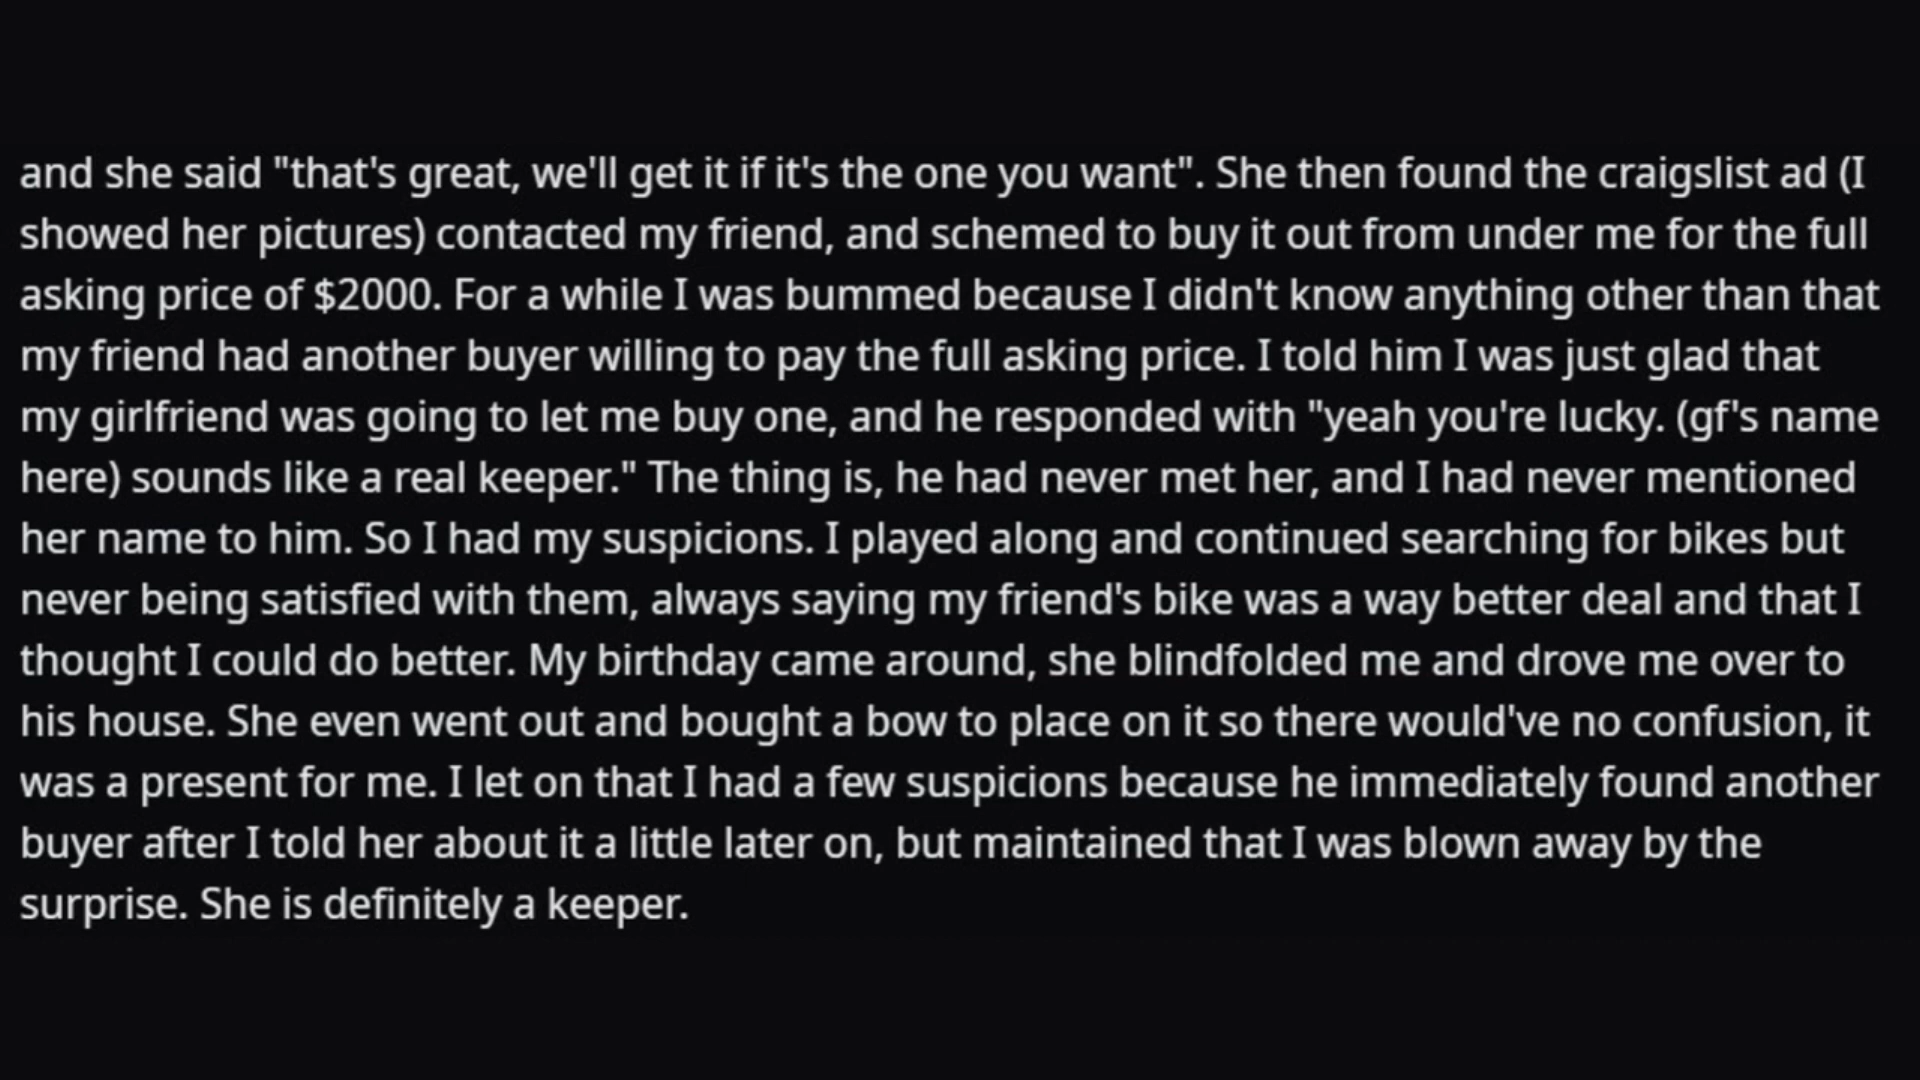 and she said "that's great, we'll get it if it's the one you want". She then found the craigslist ad (I
showed her pictures) contacted my friend, and schemed to buy it out from under me for the full
asking price of $2000. For a while I was bummed because I didn't know anything other than that
my friend had another buyer willing to pay the full asking price. I told him I was just glad that
my girlfriend was going to let me buy one, and he responded with "yeah you're lucky. (gf's name
here) sounds like a real keeper." The thing is, he had never met her, and I had never mentioned
her name to him. So I had my suspicions. I played along and continued searching for bikes but
never being satisfied with them, always saying my friend's bike was a way better deal and that I
thought I could do better. My birthday came around, she blindfolded me and drove me over to
his house. She even went out and bought a bow to place on it so there would've no confusion, it
was a present for me. I let on that I had a few suspicions because he immediately found another
buyer after I told her about it a little later on, but maintained that I was blown away by the
surprise. She is definitely a keeper.